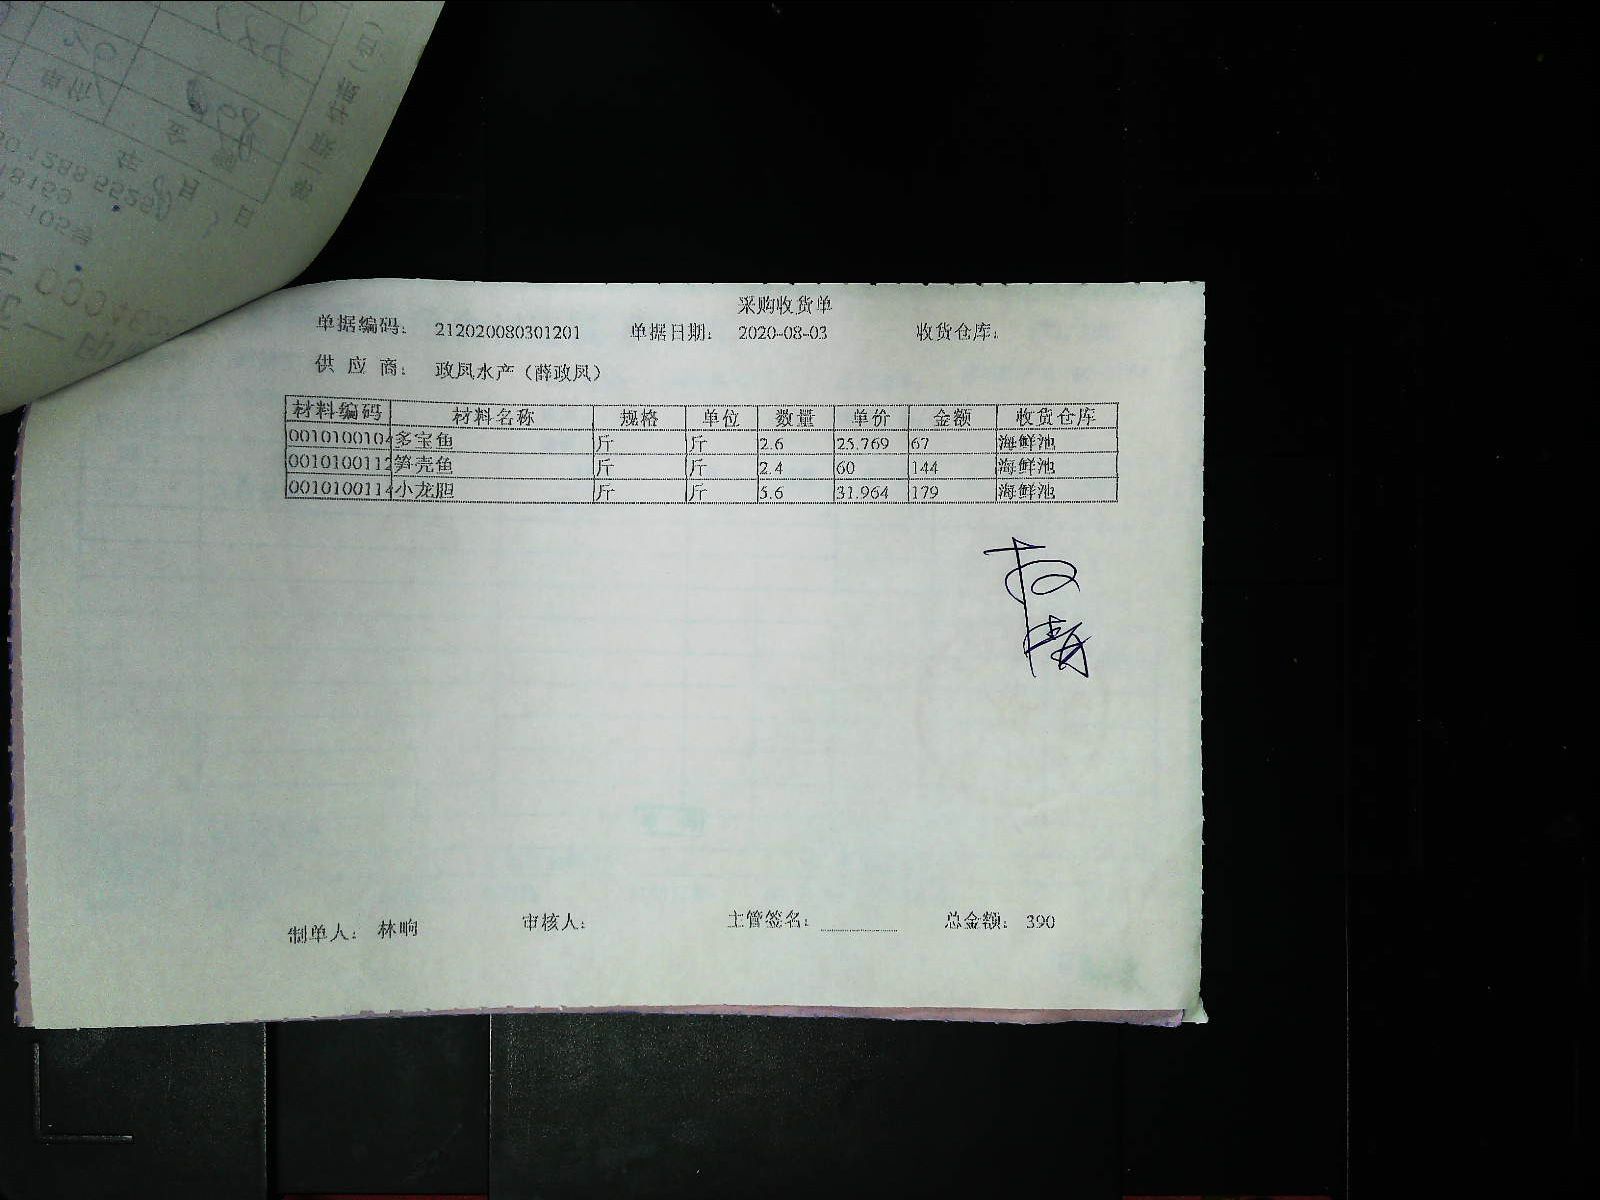 采购收货单
单据编码: 212020080301201 单据日期: 2020-08-03 收货仓库:
供 应 商: 政凤水产 (薛政凤)
材料编码 材料名称 规格 单位 数量 单价 金额 收货仓库
0010100104 多宝鱼 斤 斤 2.6 25.769 67 海鲜池
0010100112 笋壳鱼 斤 斤 2.4 60 144 海鲜池
0010100114 小龙胆 斤 斤 5.6 31.964 179 海鲜池
制单人: 林晌 审核人: 主管签名: 总金额: 390